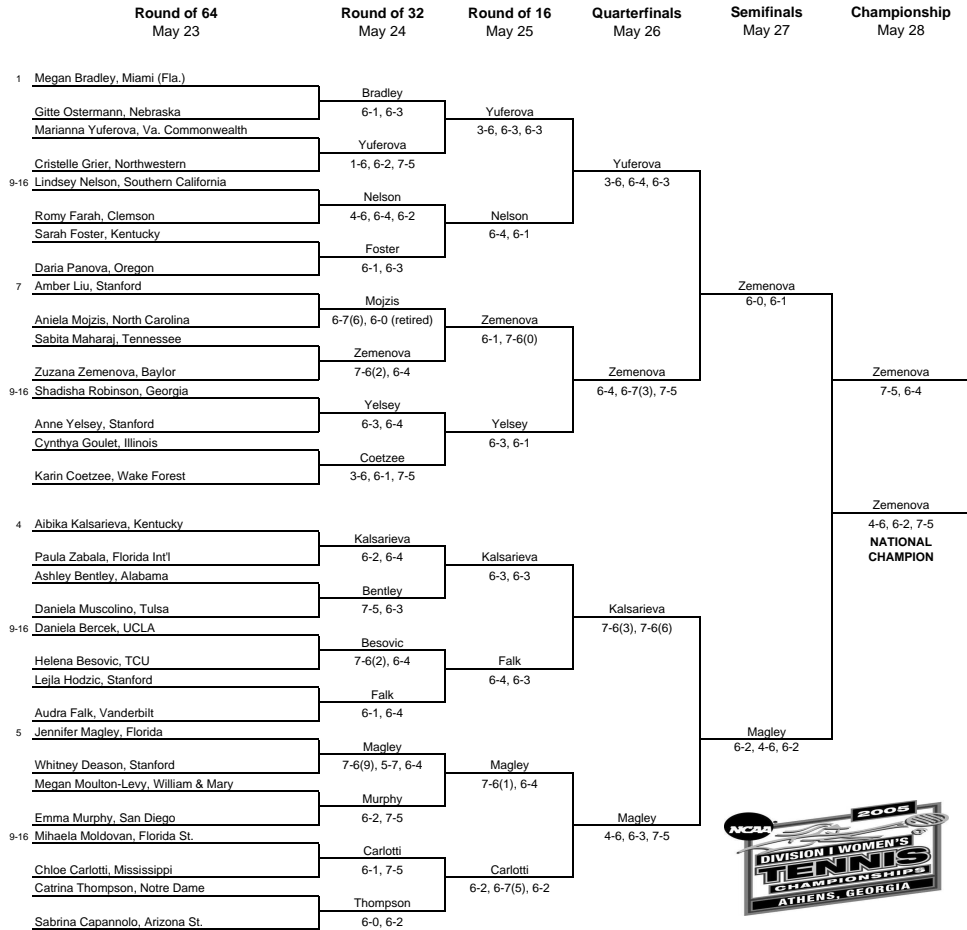 Round of 64 Round of 32 Round of 16 Quarterfinals Semifinals Championship
May 23 May 24 May 25 May 26 May 27 May 28
1 Megan Bradley, Miami (Fla.)
Bradley
Gitte Ostermann, Nebraska
6-1, 6-3
Yuferova
Marianna Yuferova, Va. Commonwealth
3-6, 6-3, 6-3
Yuferova
Cristelle Grier, Northwestern
1-6, 6-2, 7-5
Yuferova
9-16 Lindsey Nelson, Southern California
3-6, 6-4, 6-3
Nelson
Romy Farah, Clemson
4-6, 6-4, 6-2
Nelson
Sarah Foster, Kentucky
6-4, 6-1
Foster
Daria Panova, Oregon
6-1, 6-3
7 Amber Liu, Stanford
Zemenova
6-0, 6-1
Mojzis
Aniela Mojzis, North Carolina
6-7(6), 6-0 (retired)
Zemenova
Sabita Maharaj, Tennessee
6-1, 7-6(0)
Zemenova
Zuzana Zemenova, Baylor
7-6(2), 6-4
Zemenova
Zemenova
9-16 Shadisha Robinson, Georgia
6-4, 6-7(3), 7-5
7-5, 6-4
Yelsey
Anne Yelsey, Stanford
6-3, 6-4
Yelsey
Cynthya Goulet, Illinois
6-3, 6-1
Coetzee
Karin Coetzee, Wake Forest
3-6, 6-1, 7-5
Zemenova
4 Aibika Kalsarieva, Kentucky
4-6, 6-2, 7-5
Kalsarieva
NATIONAL
CHAMPION
Paula Zabala, Florida Int'l
6-2, 6-4
Kalsarieva
Ashley Bentley, Alabama
6-3, 6-3
Bentley
Daniela Muscolino, Tulsa
7-5, 6-3
Kalsarieva
9-16 Daniela Bercek, UCLA
7-6(3), 7-6(6)
Besovic
Helena Besovic, TCU
7-6(2), 6-4
Falk
Lejla Hodzic, Stanford
6-4, 6-3
Falk
Audra Falk, Vanderbilt
6-1, 6-4
5 Jennifer Magley, Florida
Magley
6-2, 4-6, 6-2
Magley
Whitney Deason, Stanford
7-6(9), 5-7, 6-4
Magley
Megan Moulton-Levy, William & Mary
7-6(1), 6-4
Murphy
Emma Murphy, San Diego
6-2, 7-5
Magley
9-16 Mihaela Moldovan, Florida St.
4-6, 6-3, 7-5
Carlotti
Chloe Carlotti, Mississippi
6-1, 7-5
Carlotti
Catrina Thompson, Notre Dame
6-2, 6-7(5), 6-2
Thompson
Sabrina Capannolo, Arizona St.
6-0, 6-2
2005
NCAA
DIVISION I WOMEN'S
TENNIS
CHAMPIONSHIPS
ATHENS, GEORGIA